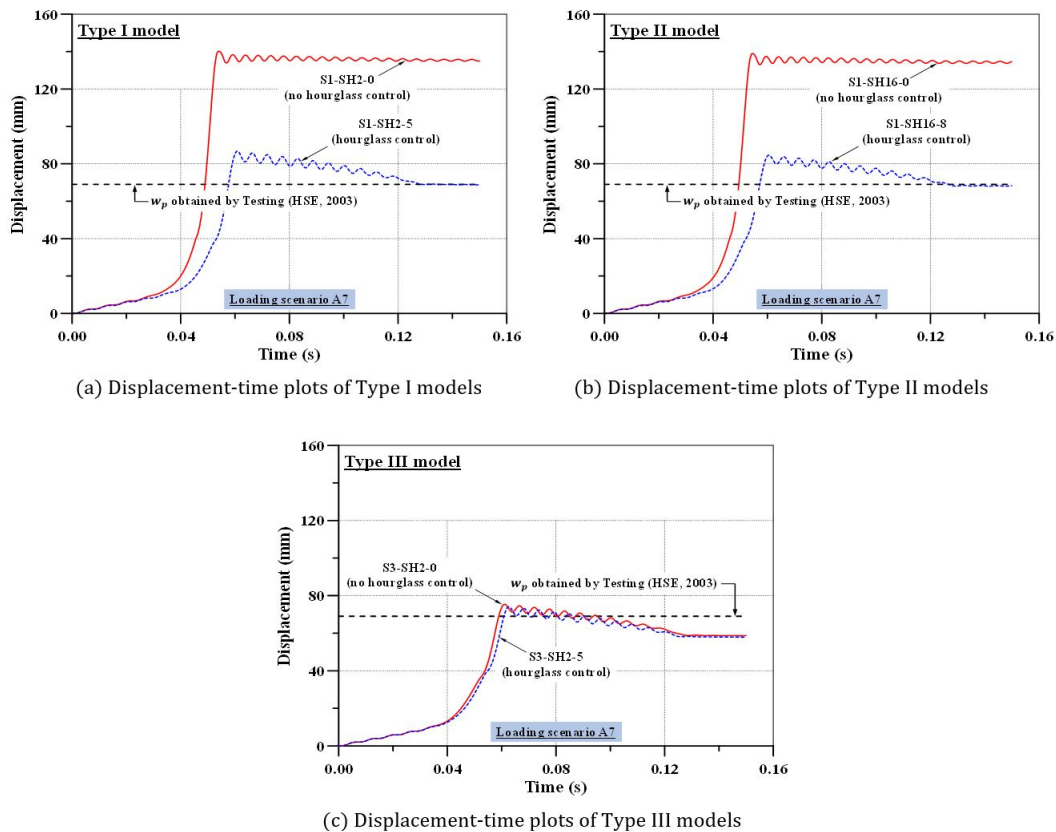 160
120
80
40
0
Displacement (mm)
Type I model
S1-SH2-0
(no hourglass control)
S1-SH2-5
(hourglass control)
wp obtained by Testing (HSE, 2003)
Loading scenario A7
0.00 0.04 0.08 0.12 0.16
Time (s)
(a) Displacement-time plots of Type I models
160
120
80
40
0
Displacement (mm)
Type II model
S1-SH16-0
(no hourglass control)
S1-SH16-8
(hourglass control)
wp obtained by Testing (HSE, 2003)
Loading scenario A7
0.00 0.04 0.08 0.12 0.16
Time (s)
(b) Displacement-time plots of Type II models
160
120
80
40
0
Displacement (mm)
Type III model
S3-SH2-0
(no hourglass control)
wp obtained by Testing (HSE, 2003)
S3-SH2-5
(hourglass control)
Loading scenario A7
0.00 0.04 0.08 0.12 0.16
Time (s)
(c) Displacement-time plots of Type III models